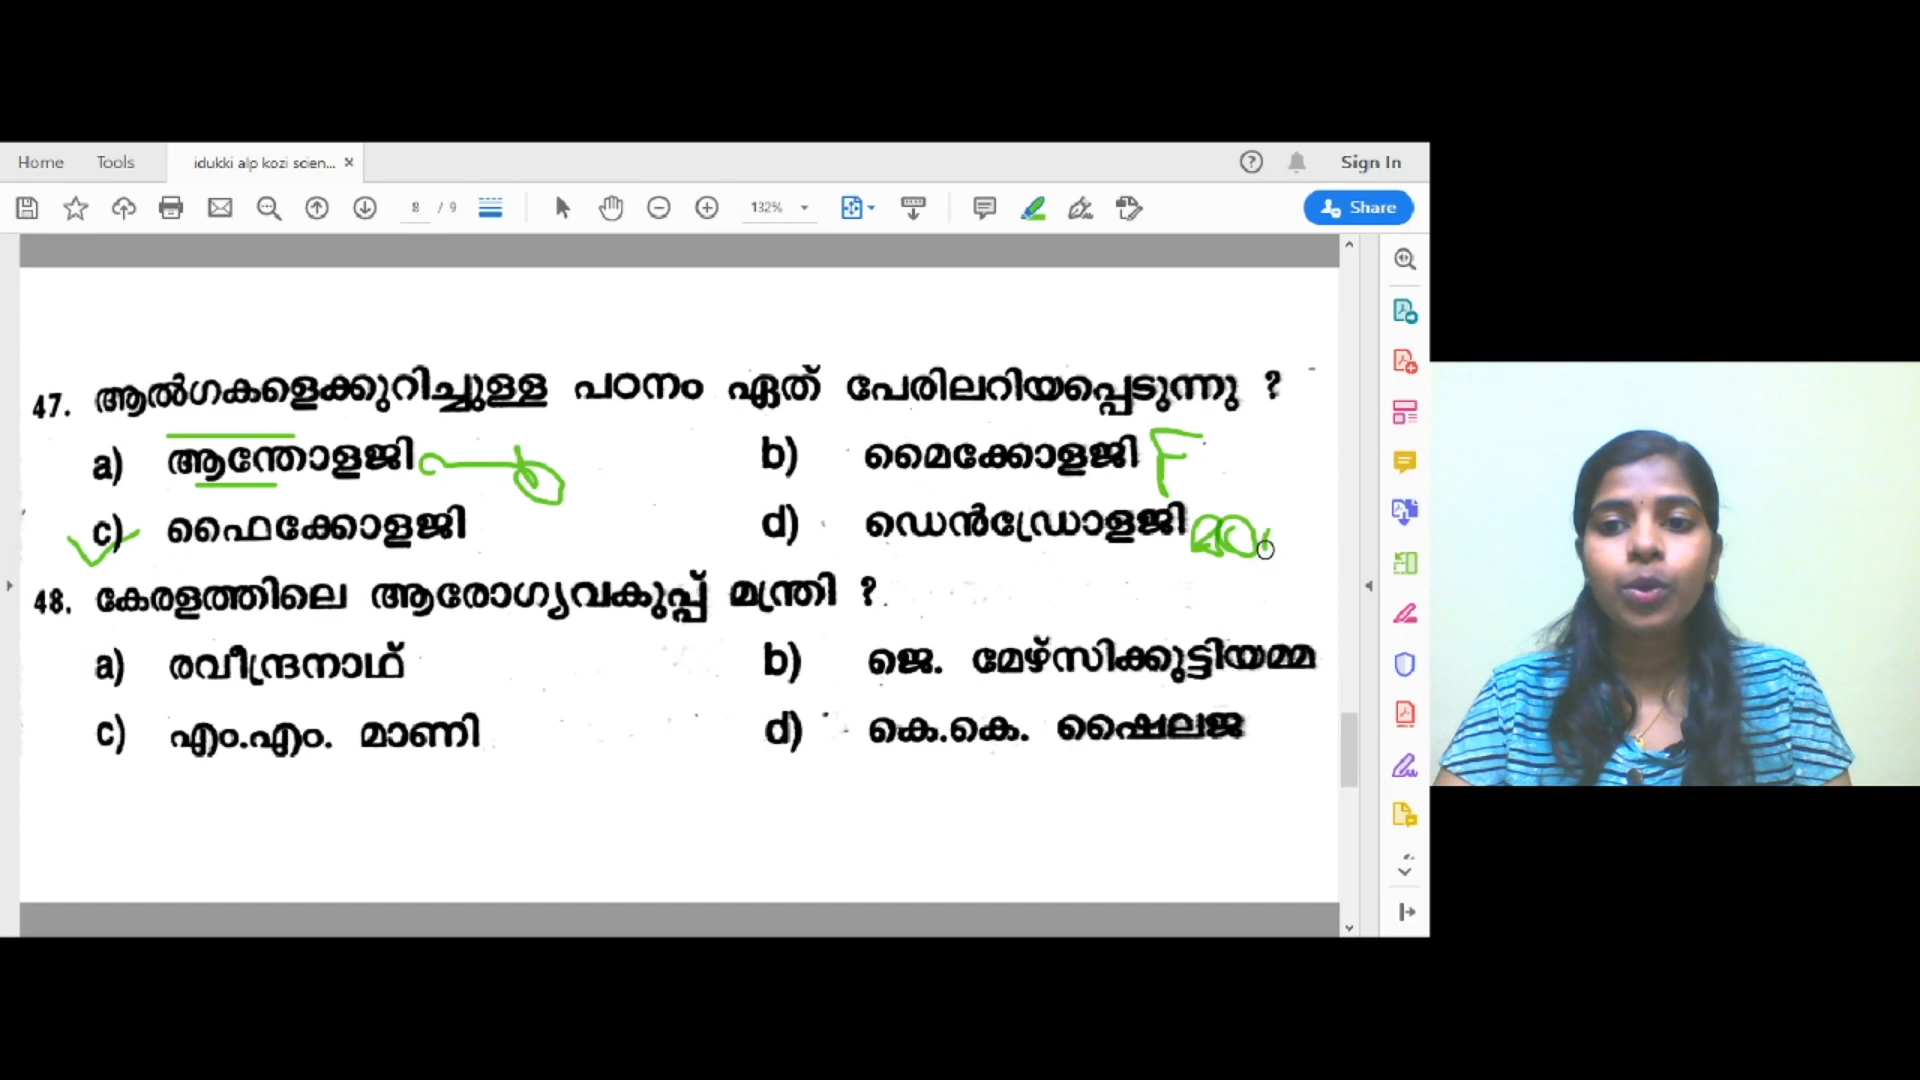 Home Tools idukki alp kozi scien... × Sign In
8 / 9 132% Share
47. ആൽഗകളെക്കുറിച്ചുള്ള പഠനം ഏത് പേരിലറിയപ്പെടുന്നു ?
a) ആന്തോളജി b) മൈക്കോളജി F
c) ഫൈക്കോളജി d) ഡെൻഡ്രോളജി
48. കേരളത്തിലെ ആരോഗ്യവകുപ്പ് മന്ത്രി ?
a) രവീന്ദ്രനാഥ് b) ജെ. മേഴ്സിക്കുട്ടിയമ്മ
c) എം.എം. മാണി d) കെ.കെ. ഷൈലജ